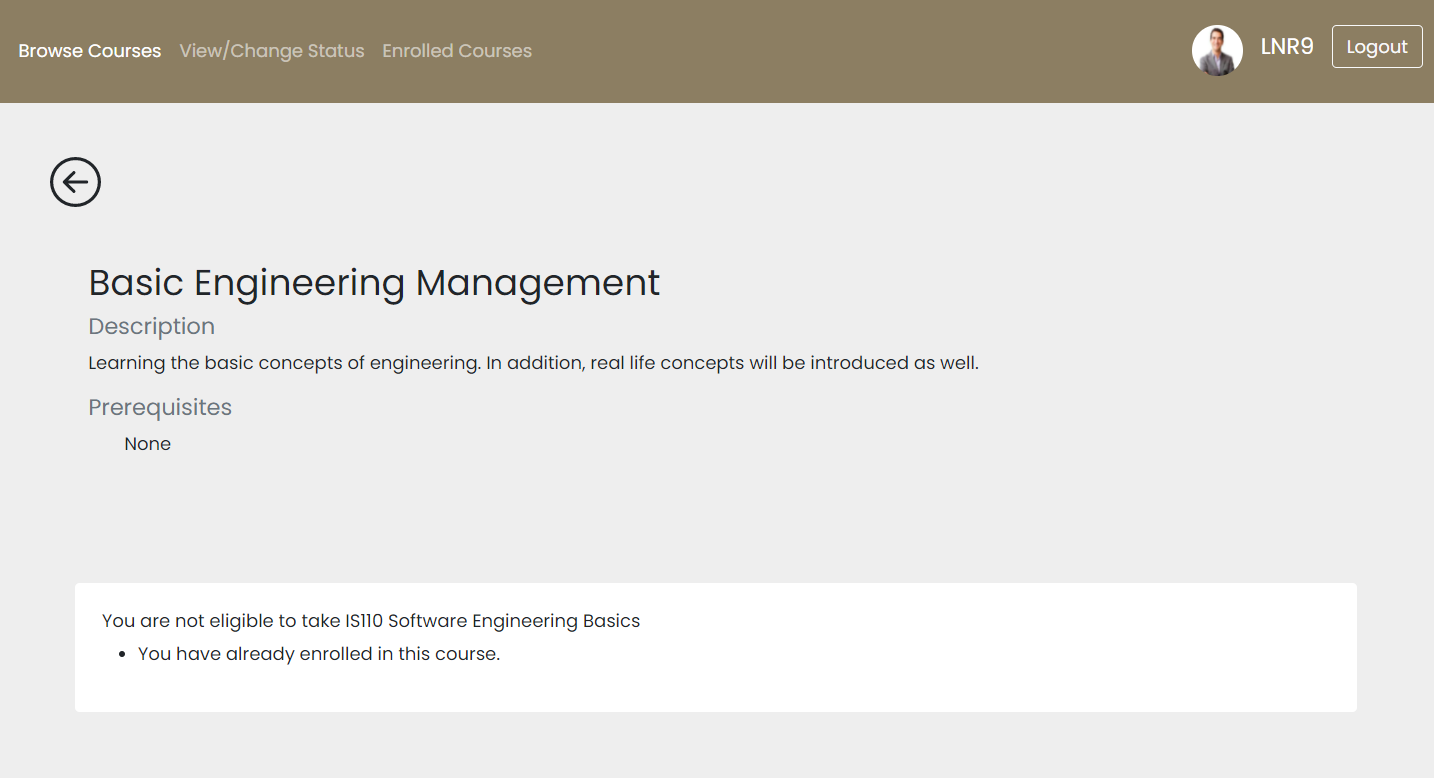 Browse Courses View/Change Status Enrolled Courses LNR9 Logout
Basic Engineering Management
Description
Learning the basic concepts of engineering. In addition, real life concepts will be introduced as well.
Prerequisites
None
You are not eligible to take IS110 Software Engineering Basics
• You have already enrolled in this course.